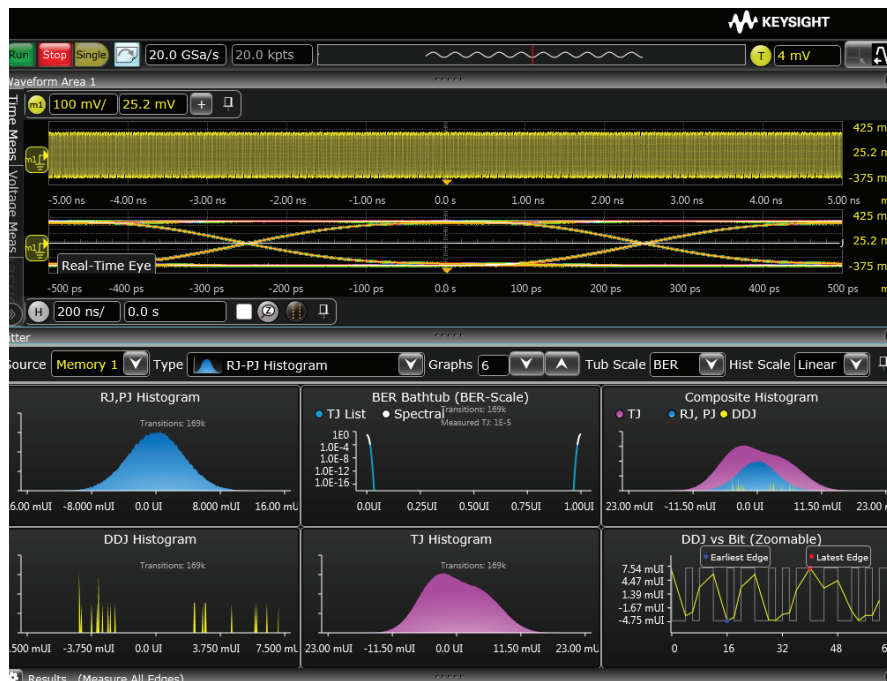 KEYSIGHT
Run Stop Single 20.0 GSa/s 20.0 kpts T 4 mV
Waveform Area 1
Time Meas
Voltage Meas
m1 100 mV/ 25.2 mV +
425 mV
25.2 m
-375 m
m1
-5.00 ns -4.00 ns -3.00 ns -2.00 ns -1.00 ns 0.0 s 1.00 ns 2.00 ns 3.00 ns 4.00 ns 5.00 ns
425 mV
25.2 m
-375 m
m1
Real-Time Eye
-500 ps -400 ps -300 ps -200 ps -100 ps 0.0 s 100 ps 200 ps 300 ps 400 ps 500 ps
H 200 ns/ 0.0 s Z
itter
Source Memory 1 Type RJ-PJ Histogram Graphs 6 Tub Scale BER Hist Scale Linear
RJ,PJ Histogram
Transitions: 169k
6.00 mUI -8.000 mUI 0.0 UI 8.000 mUI 16.00 mU
BER Bathtub (BER-Scale)
TJ List Spectral
Transitions: 169k
Measured TJ: 1E-5
1E0
1.0E-4
1.0E-8
1.0E-12
1.0E-16
0.00UI 0.25UI 0.50UI 0.75UI 1.00UI
Composite Histogram
TJ RJ, PJ DDJ
23.00 mUI -11.50 mUI 0.0 UI 11.50 mUI 23.00
DDJ Histogram
Transitions: 169k
.500 mUI -3.750 mUI 0.0 UI 3.750 mUI 7.500 m
TJ Histogram
Transitions: 169k
23.00 mUI -11.50 mUI 0.0 UI 11.50 mUI 23.00 mU
DDJ vs Bit (Zoomable)
Earliest Edge Latest Edge
7.54 mUI
4.47 mUI
1.39 mUI
-1.67 mUI
-4.75 mUI
0 16 32 48 6
Results (Measure All Edges)